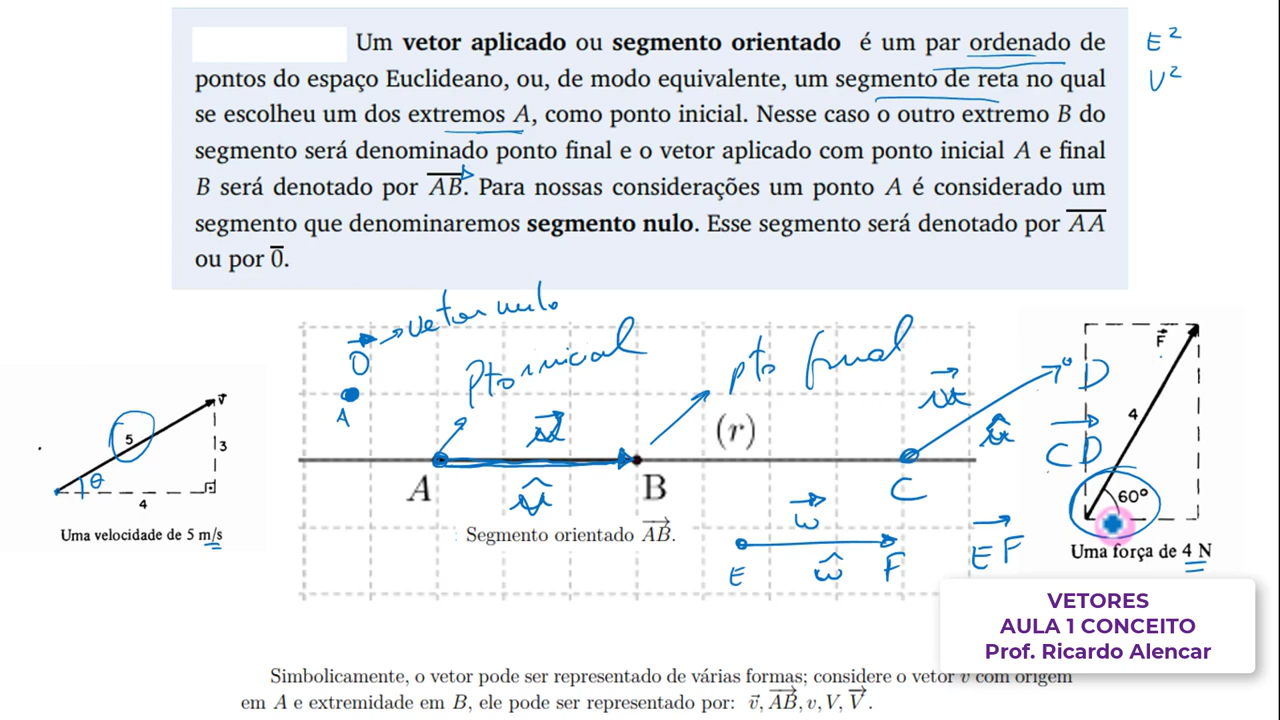 Um vetor aplicado ou segmento orientado é um par ordenado de
pontos do espaço Euclideano, ou, de modo equivalente, um segmento de reta no qual
se escolheu um dos extremos A, como ponto inicial. Nesse caso o outro extremo B do
segmento será denominado ponto final e o vetor aplicado com ponto inicial A e final
B será denotado por A͞B. Para nossas considerações um ponto A é considerado um
segmento que denominaremos segmento nulo. Esse segmento será denotado por A͞A
ou por 0̅.
E²
V²
vetor nulo
O⃗
A
Pto inicial
pto final
(r)
A
B
C
D
CD⃗
Segmento orientado AB⃗.
w⃗
E
ŵ
F
EF⃗
v⃗
5
3
θ
4
Uma velocidade de 5 m/s
F⃗
4
60°
Uma força de 4 N
VETORES
AULA 1 CONCEITO
Prof. Ricardo Alencar
Simbolicamente, o vetor pode ser representado de várias formas; considere o vetor v com origem
em A e extremidade em B, ele pode ser representado por: v⃗, AB⃗, v, V, V⃗.